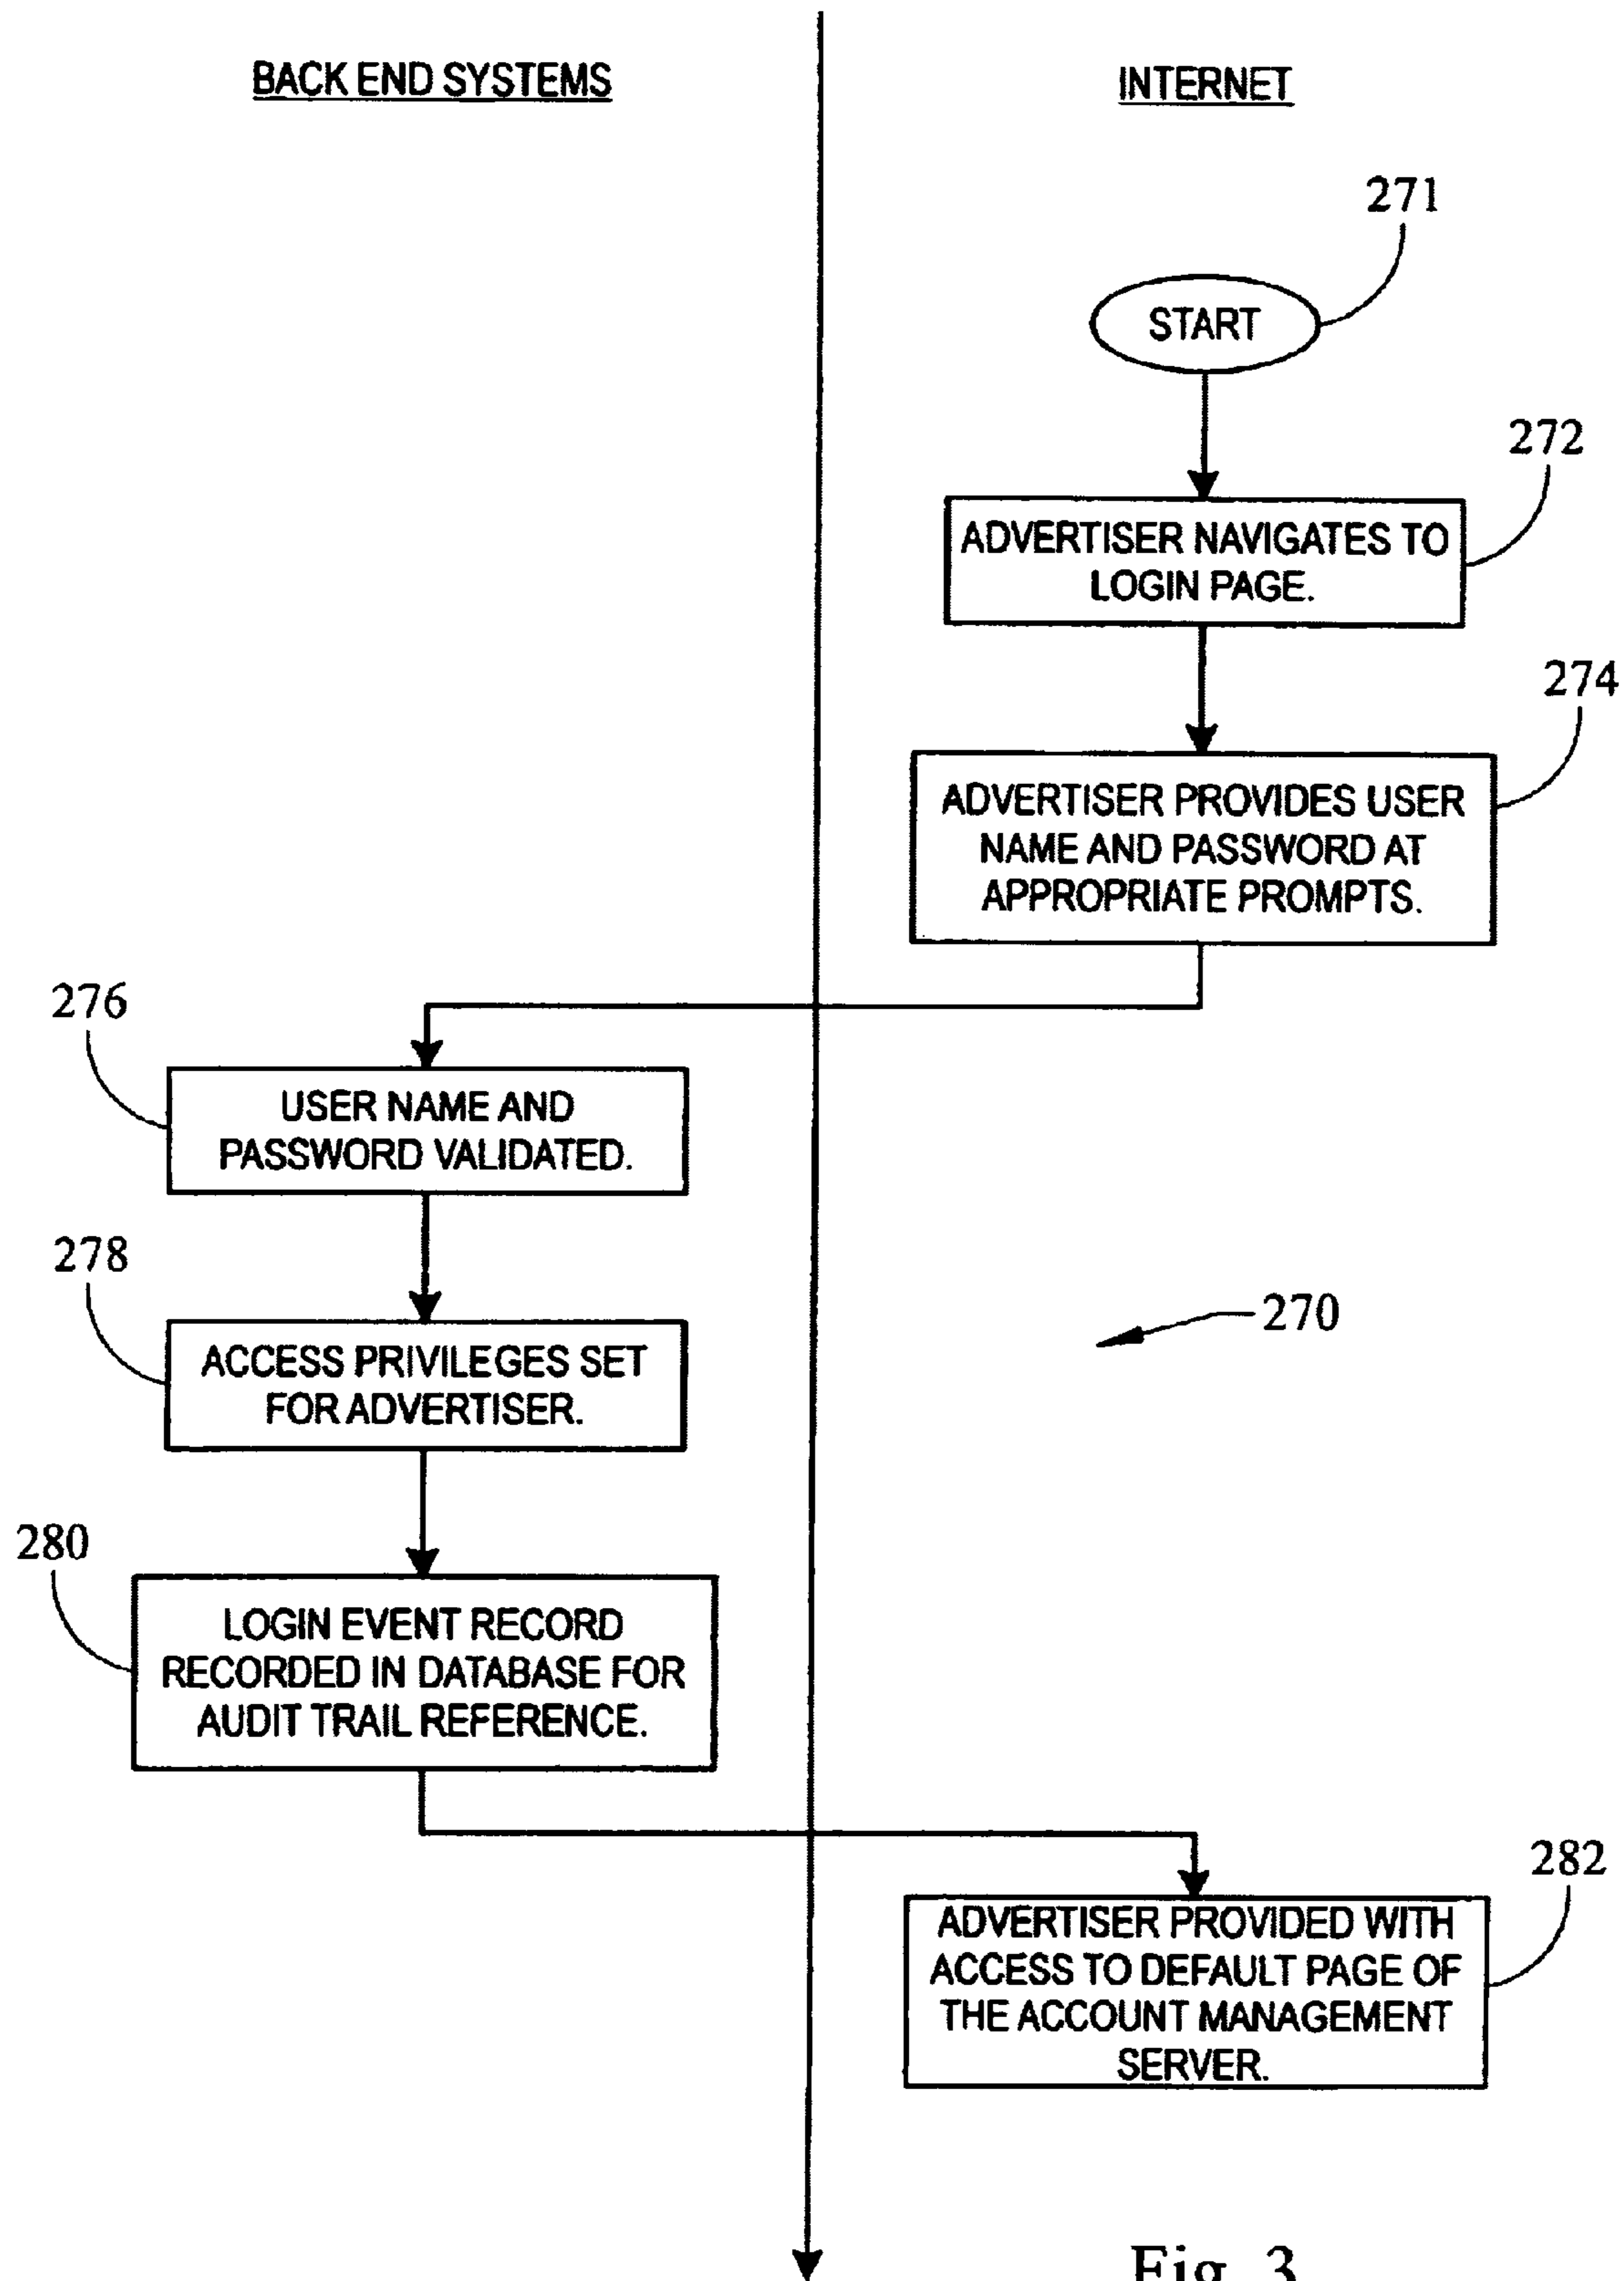 BACK END SYSTEMS
INTERNET
271
START
272
ADVERTISER NAVIGATES TO
LOGIN PAGE.
274
ADVERTISER PROVIDES USER
NAME AND PASSWORD AT
APPROPRIATE PROMPTS.
276
USER NAME AND
PASSWORD VALIDATED.
278
ACCESS PRIVILEGES SET
FOR ADVERTISER.
270
280
LOGIN EVENT RECORD
RECORDED IN DATABASE FOR
AUDIT TRAIL REFERENCE.
282
ADVERTISER PROVIDED WITH
ACCESS TO DEFAULT PAGE OF
THE ACCOUNT MANAGEMENT
SERVER.
Fig. 3